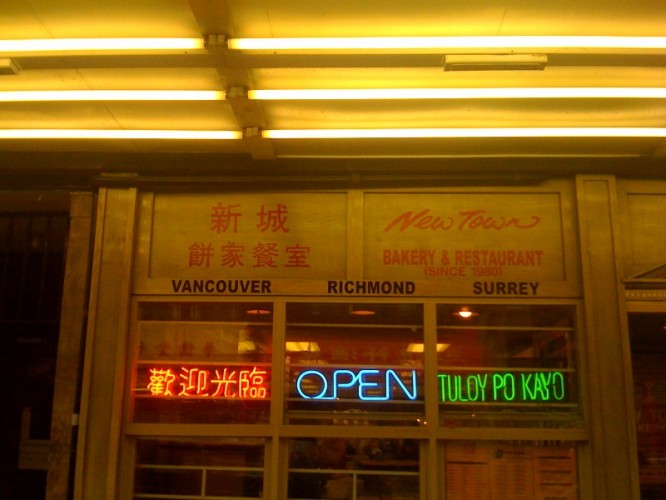 新城
餅家餐室
New Town
BAKERY & RESTAURANT
(SINCE 1980)
VANCOUVER RICHMOND SURREY
歡迎光臨
OPEN
TULOY PO KAYO